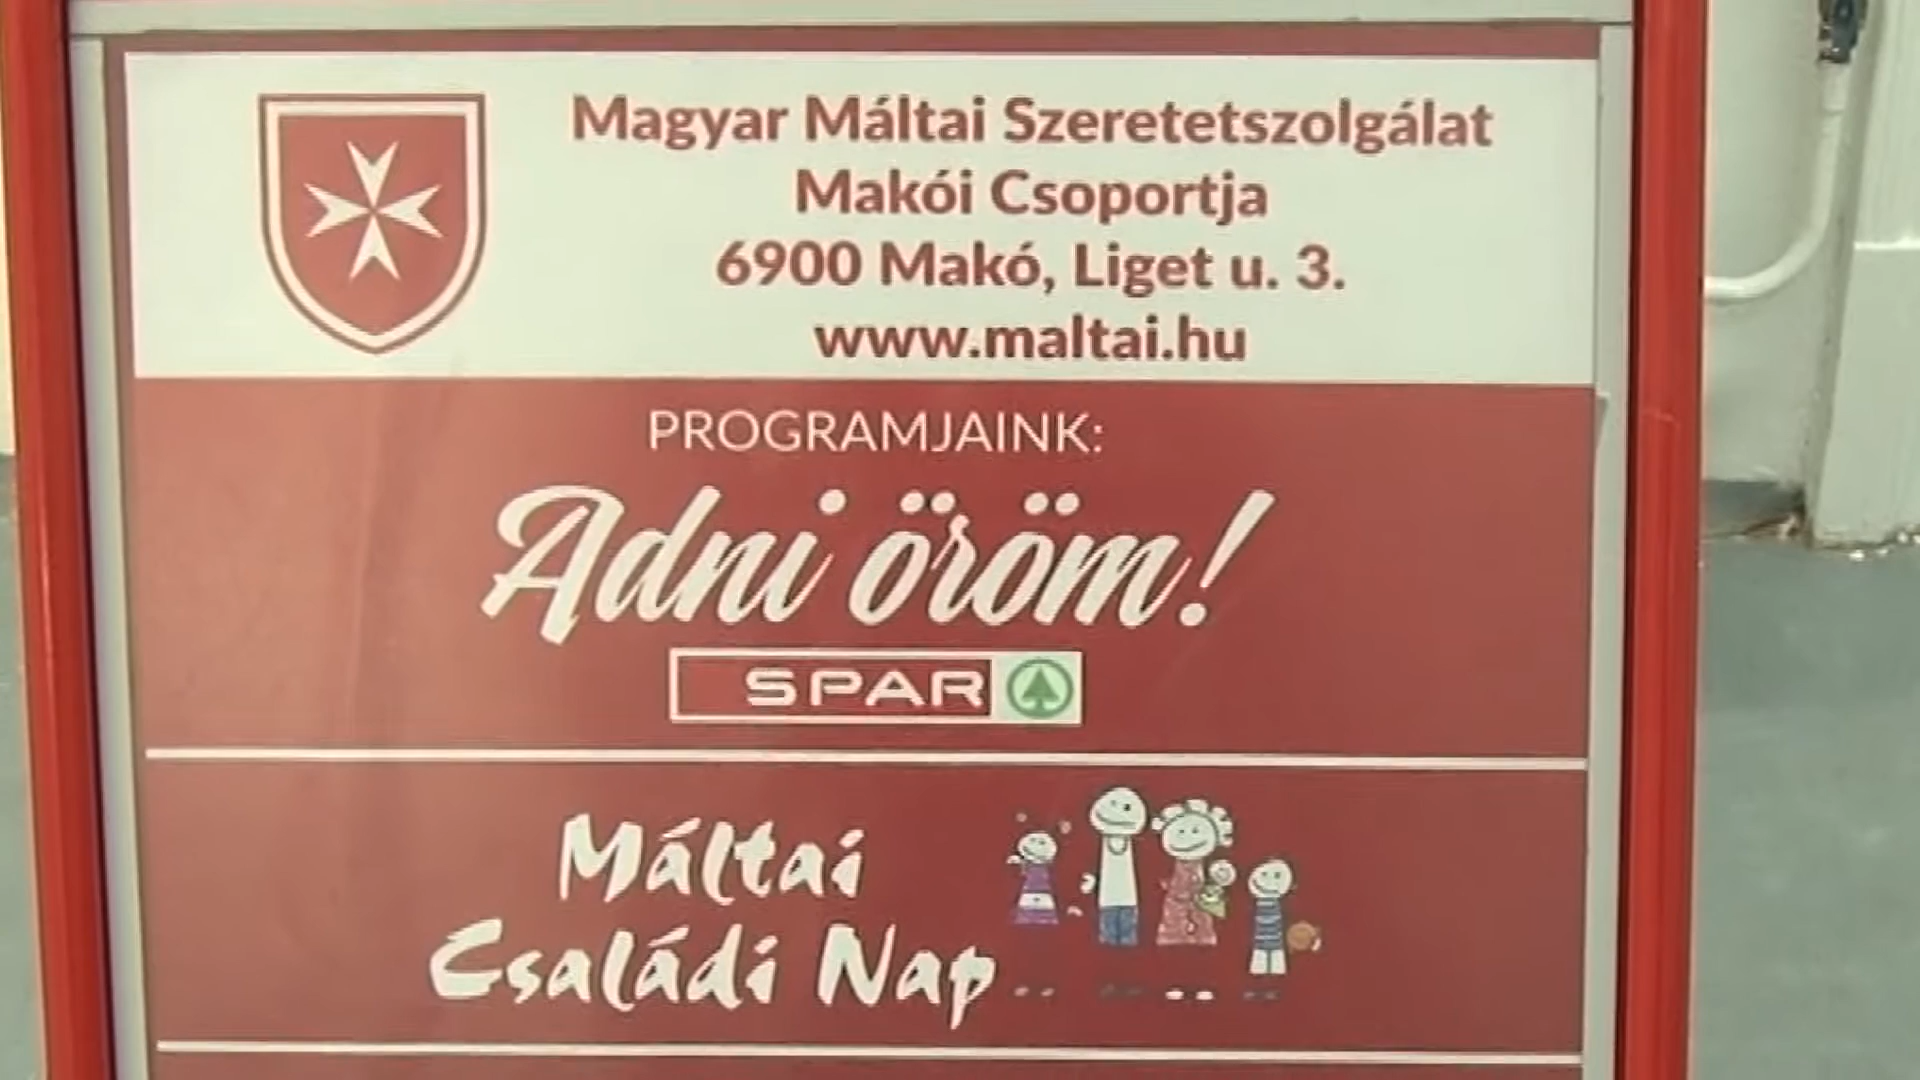 Magyar Máltai Szeretetszolgálat
Makói Csoportja
6900 Makó, Liget u. 3.
www.maltai.hu
PROGRAMJAINK:
Adni öröm!
SPAR
Máltai
Családi Nap